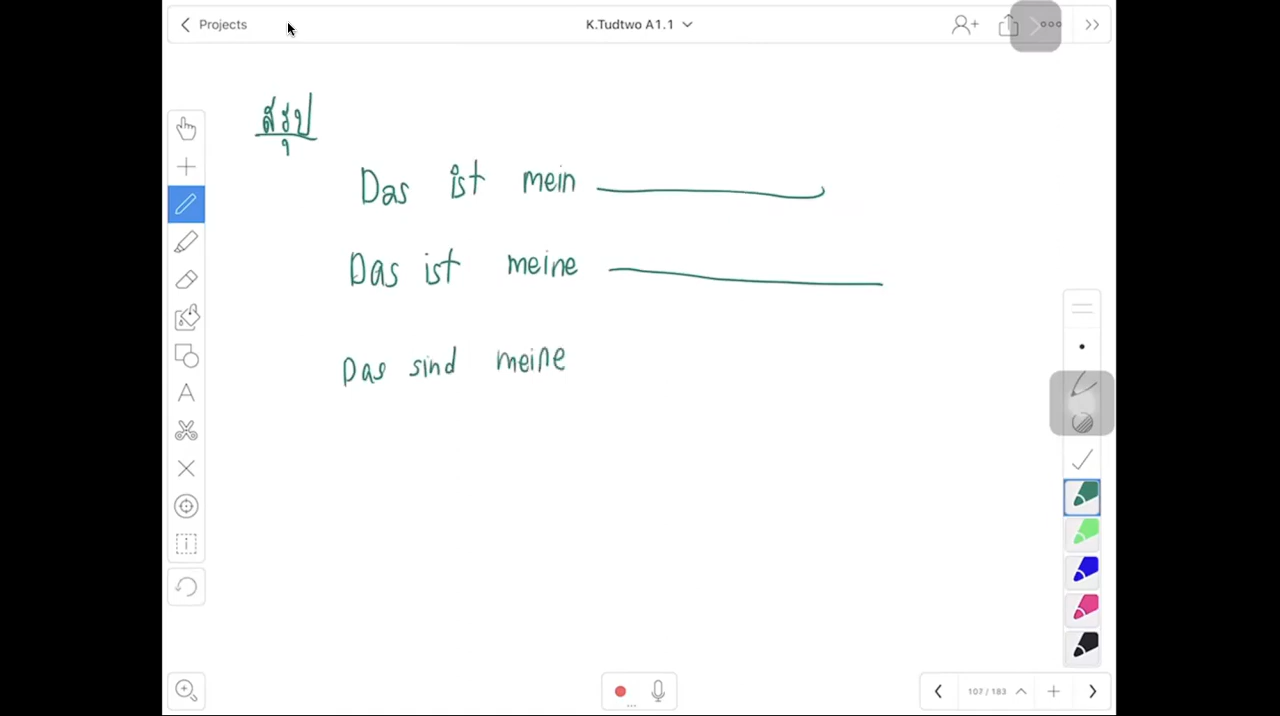 Projects
K.Tudtwo A1.1
สรุป
Das ist mein
Das ist meine
Das sind meine
A
107 / 183